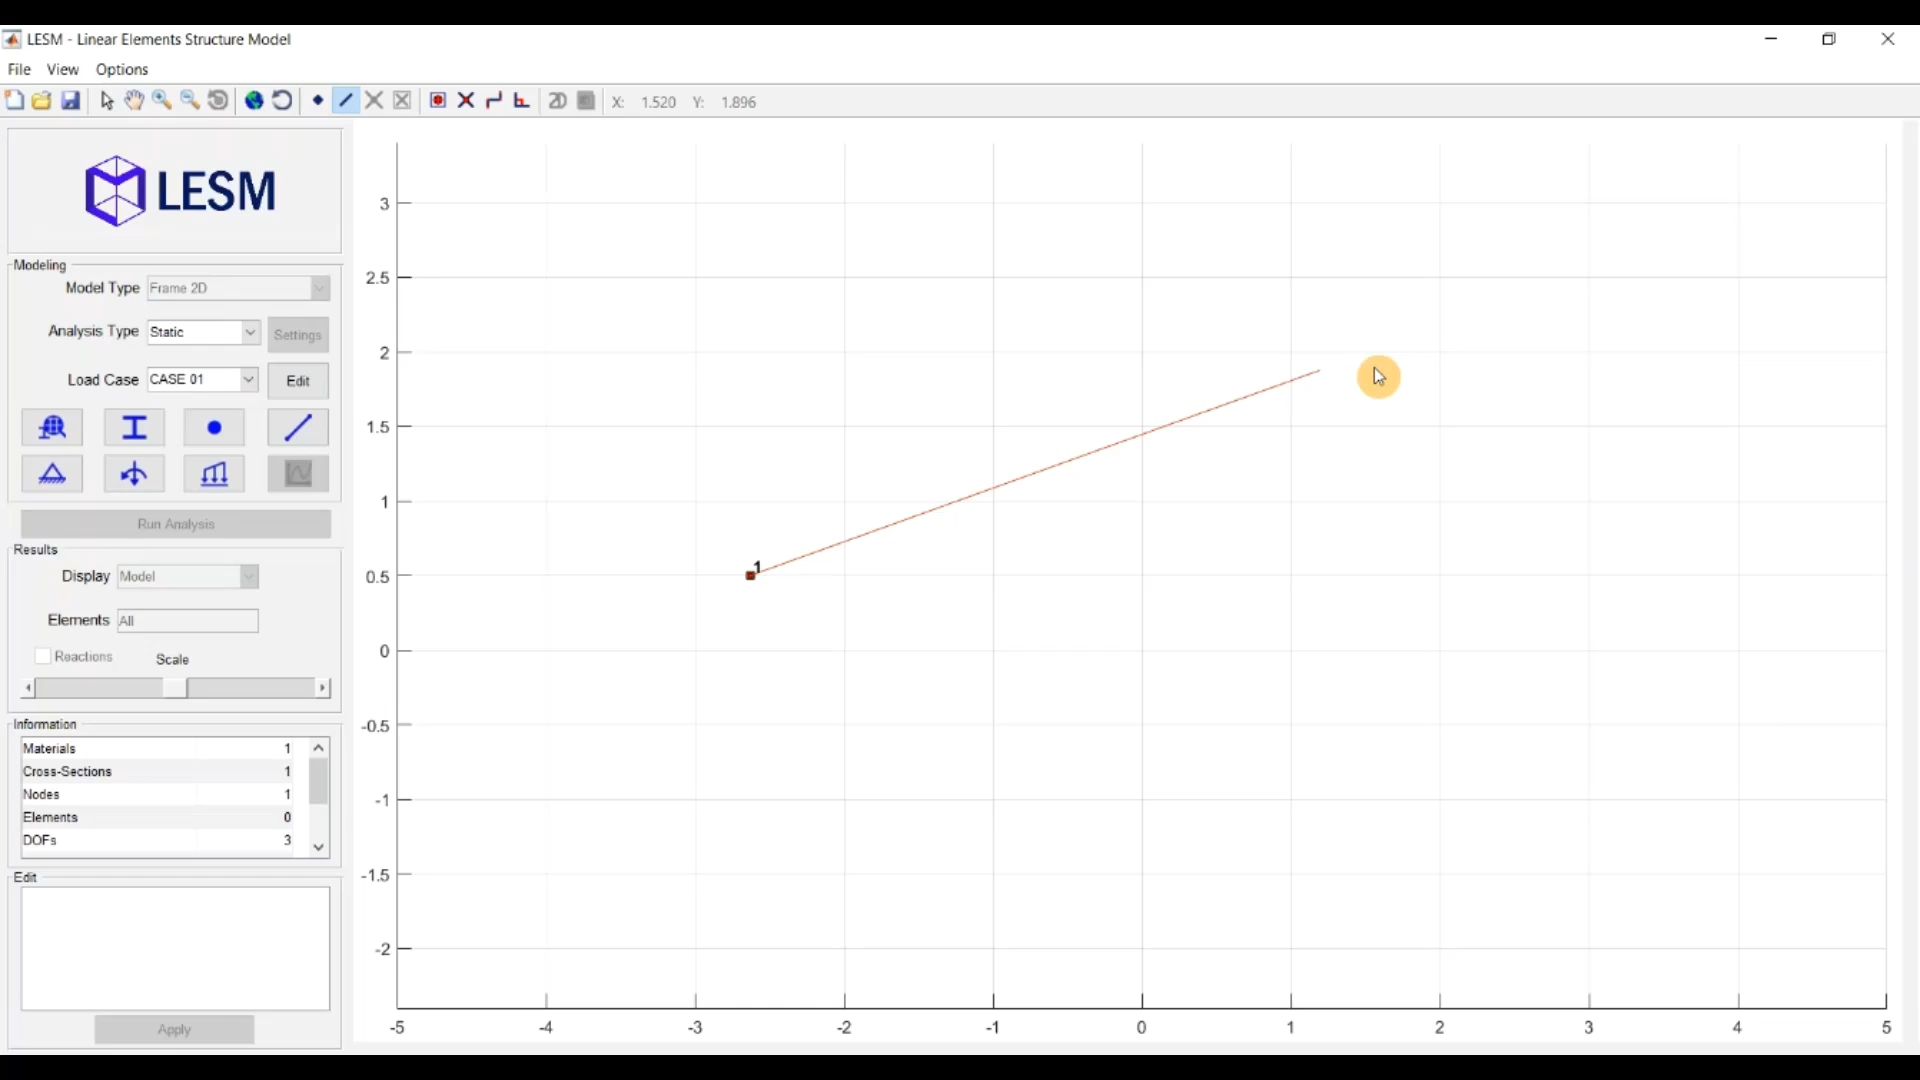 LESM - Linear Elements Structure Model
File View Options
2D X: 1.520 Y: 1.896
LESM
Modeling
Model Type Frame 2D
Analysis Type Static Settings
Load Case CASE 01 Edit
Run Analysis
Results
Display Model
Elements All
Reactions Scale
Information
Materials 1
Cross-Sections 1
Nodes 1
Elements 0
DOFs 3
Edit
Apply
3
2.5
2
1.5
1
0.5
0
-0.5
-1
-1.5
-2
1
-5 -4 -3 -2 -1 0 1 2 3 4 5